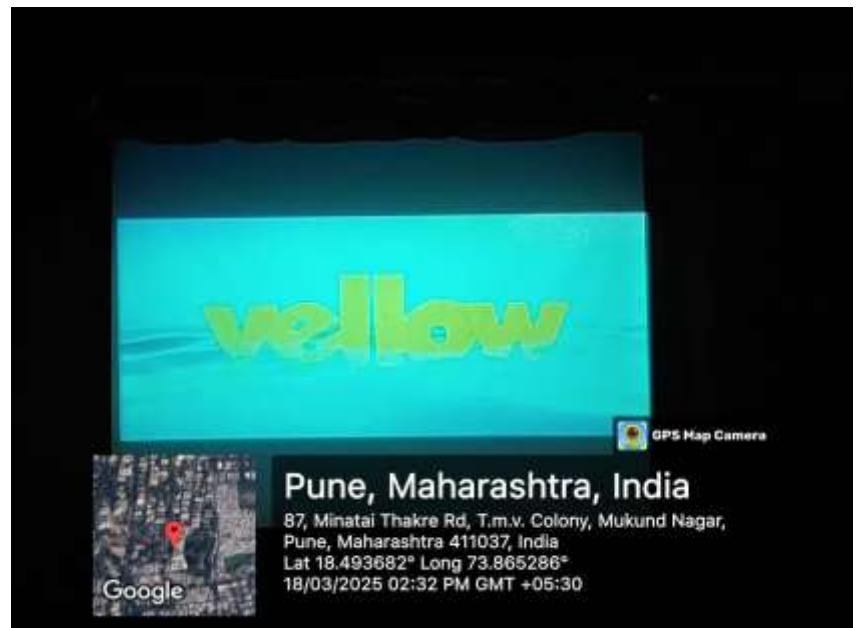 yellow
GPS Map Camera
Pune, Maharashtra, India
87, Minatai Thakre Rd, T.m.v. Colony, Mukund Nagar,
Pune, Maharashtra 411037, India
Lat 18.493682° Long 73.865286°
18/03/2025 02:32 PM GMT +05:30
Google